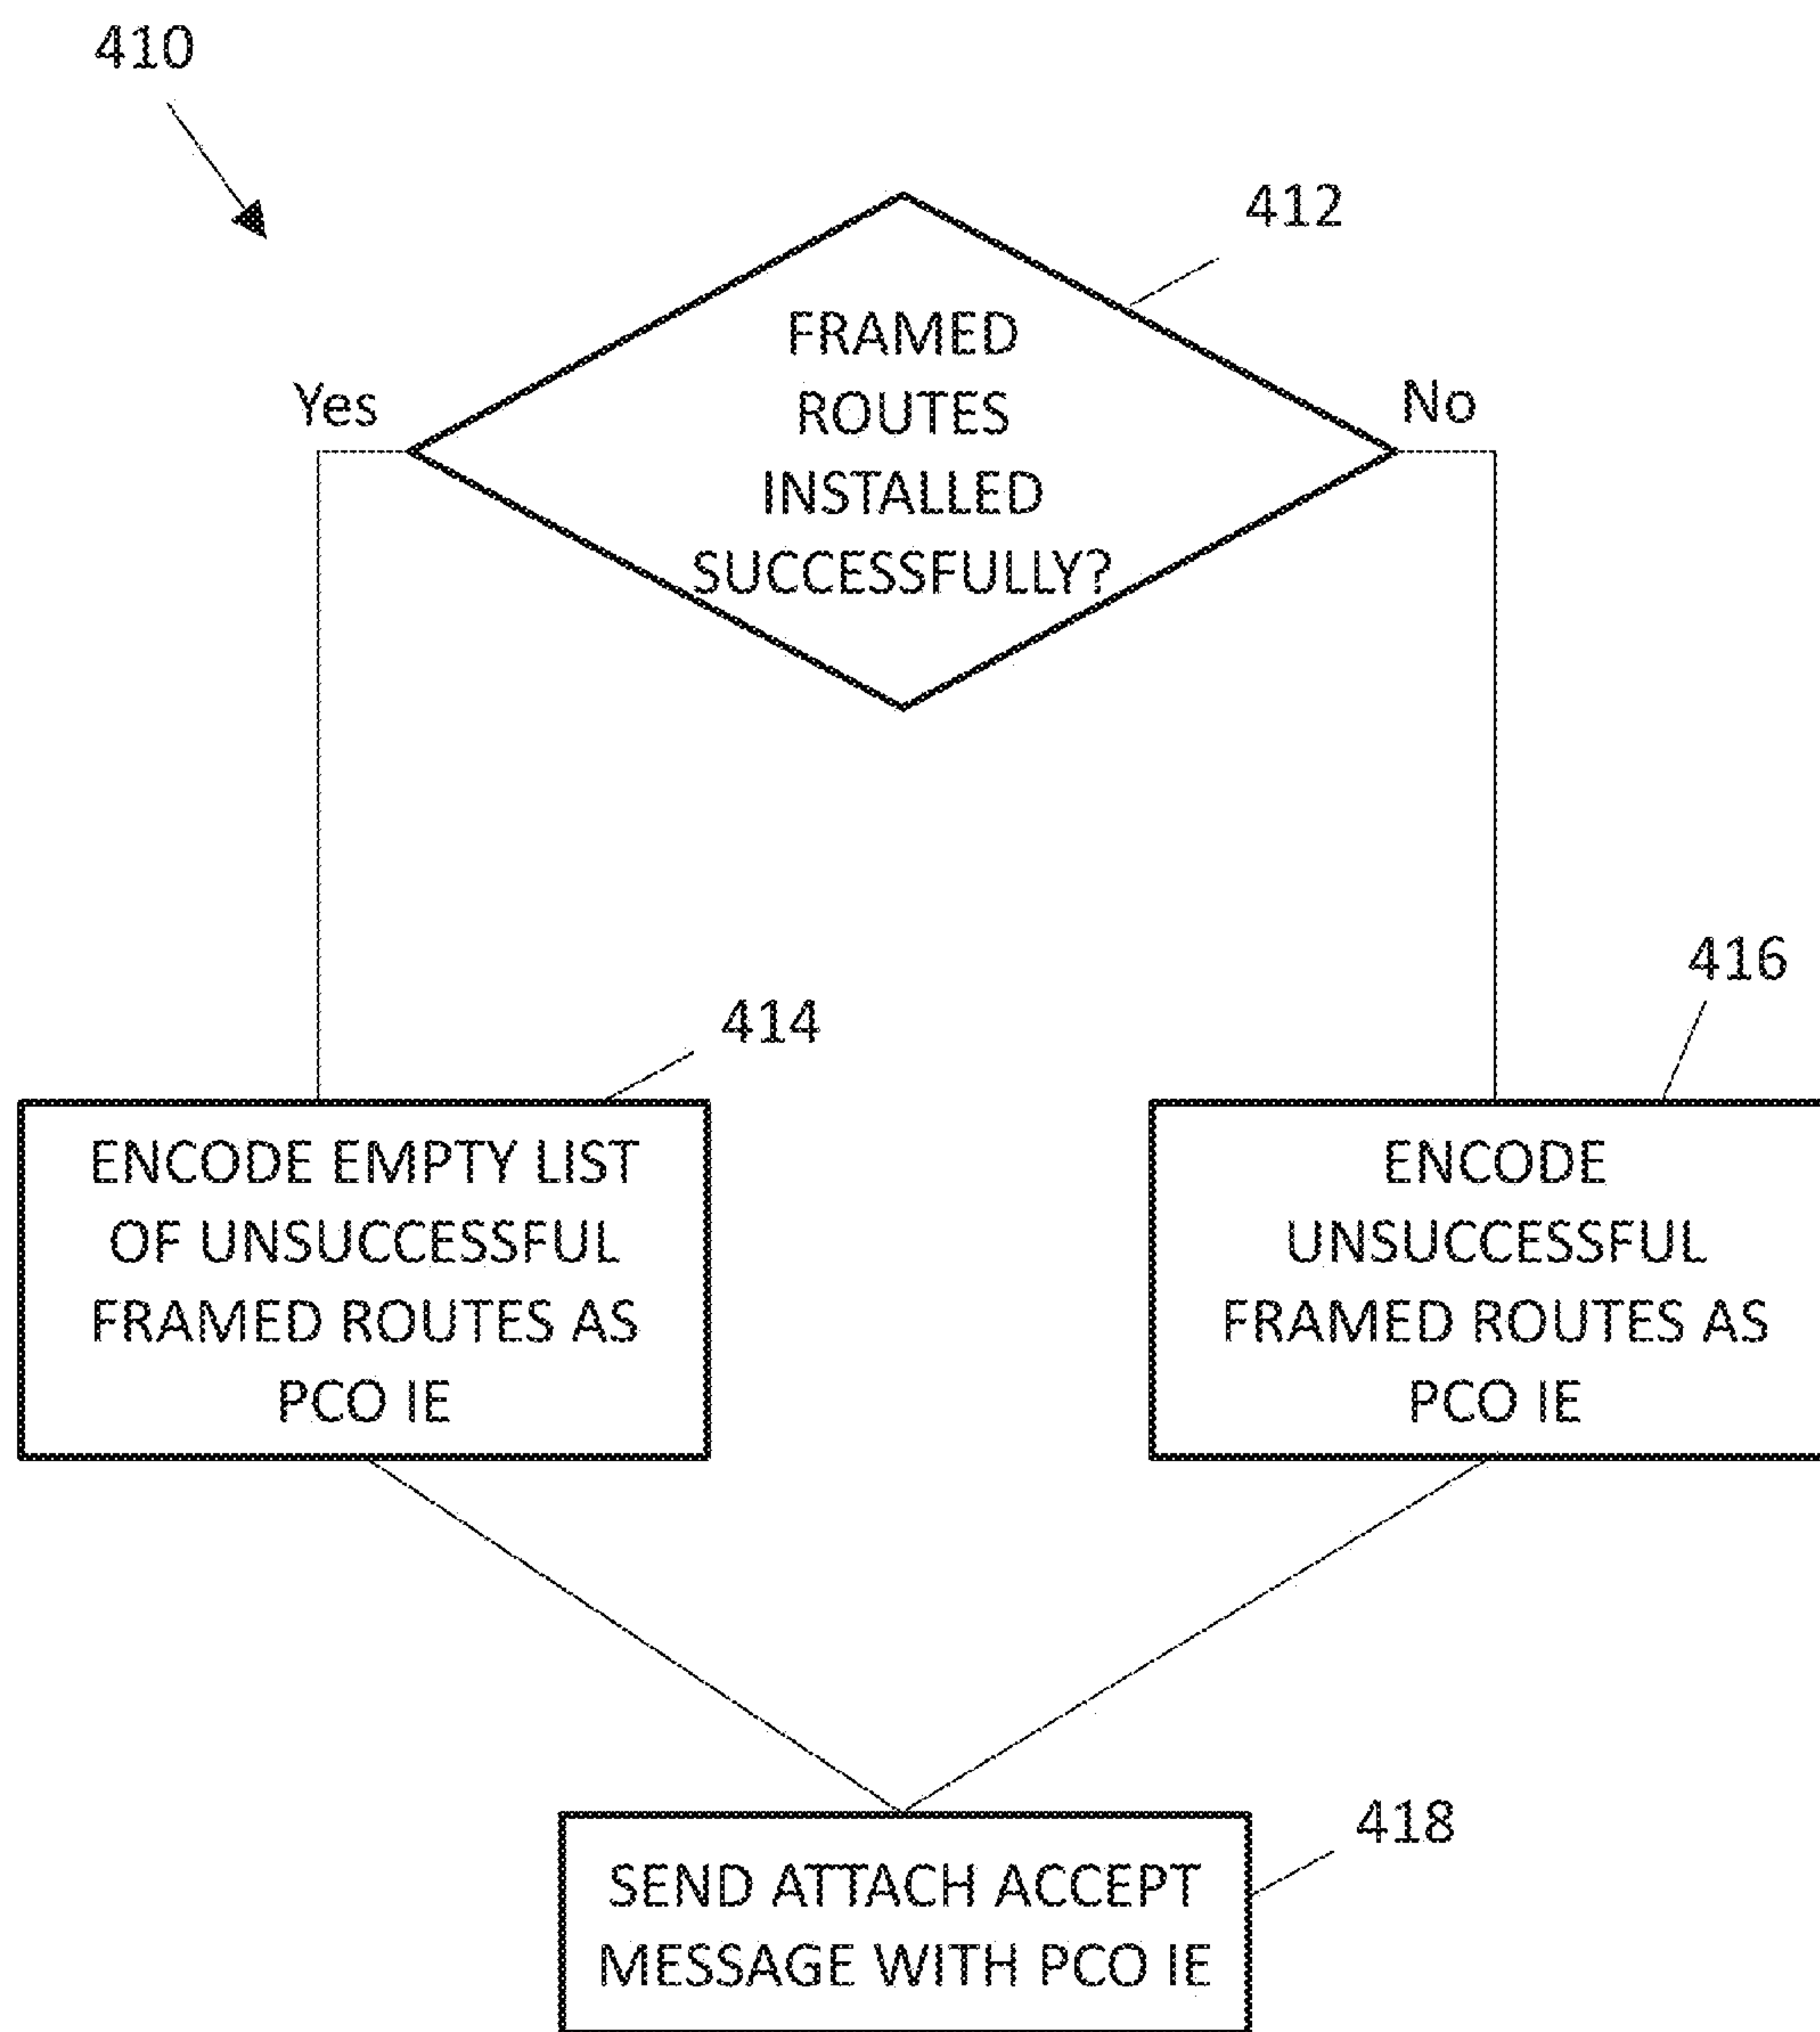 410
412
FRAMED
ROUTES
INSTALLED
SUCCESSFULLY?
Yes
No
414
416
ENCODE EMPTY LIST
OF UNSUCCESSFUL
FRAMED ROUTES AS
PCO IE
ENCODE
UNSUCCESSFUL
FRAMED ROUTES AS
PCO IE
418
SEND ATTACH ACCEPT
MESSAGE WITH PCO IE